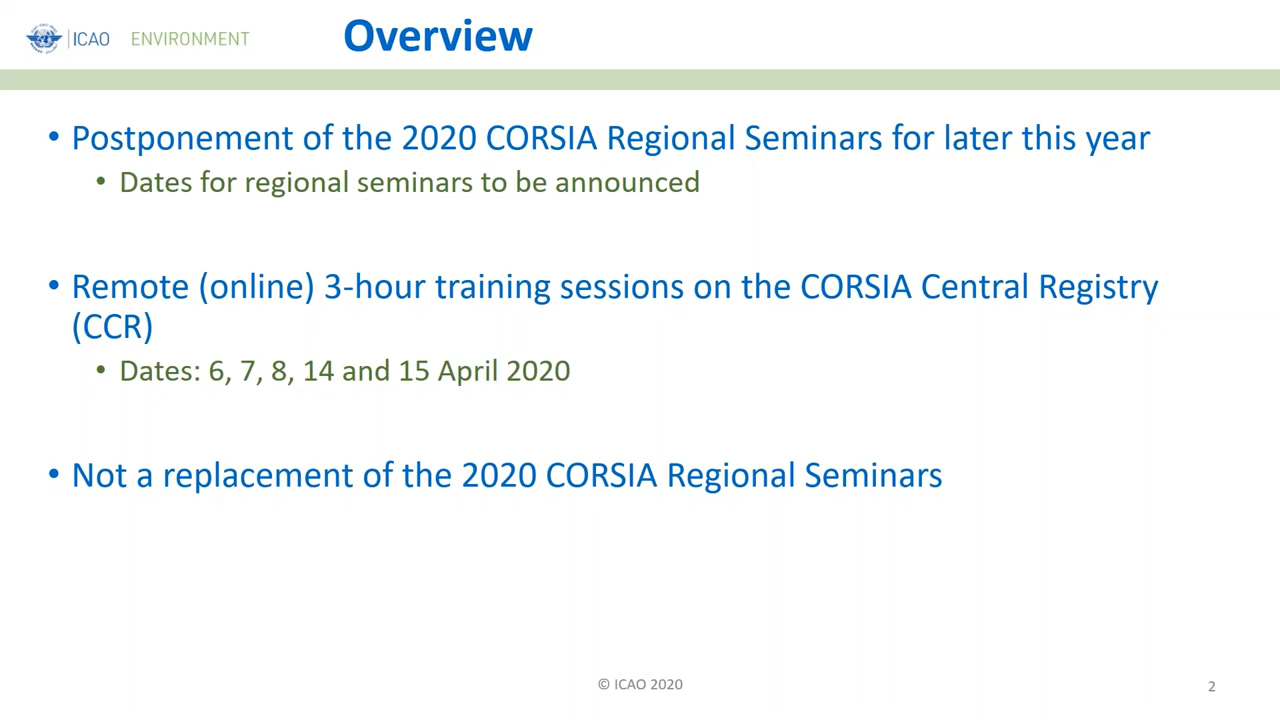 ICAO ENVIRONMENT
Overview
• Postponement of the 2020 CORSIA Regional Seminars for later this year
• Dates for regional seminars to be announced
• Remote (online) 3-hour training sessions on the CORSIA Central Registry
(CCR)
• Dates: 6, 7, 8, 14 and 15 April 2020
• Not a replacement of the 2020 CORSIA Regional Seminars
© ICAO 2020
2